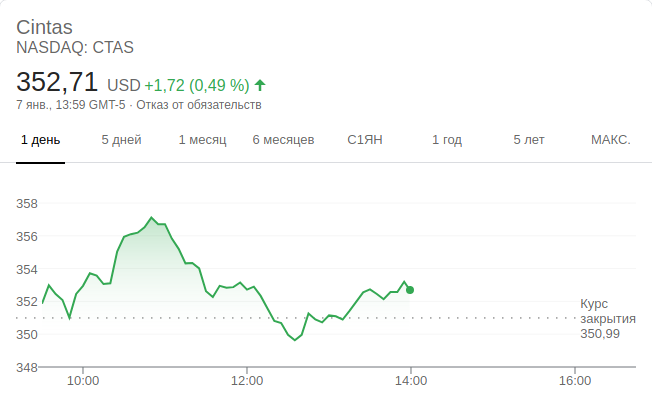 Cintas
NASDAQ: CTAS
352,71 USD +1,72 (0,49 %)
7 янв., 13:59 GMT-5 · Отказ от обязательств
1 день 5 дней 1 месяц 6 месяцев С1ЯН 1 год 5 лет МАКС.
358
356
354
352
350
348
Курс
закрытия
350,99
10:00 12:00 14:00 16:00